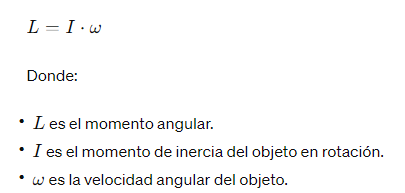 L = I · ω
Donde:
• L es el momento angular.
• I es el momento de inercia del objeto en rotación.
• ω es la velocidad angular del objeto.